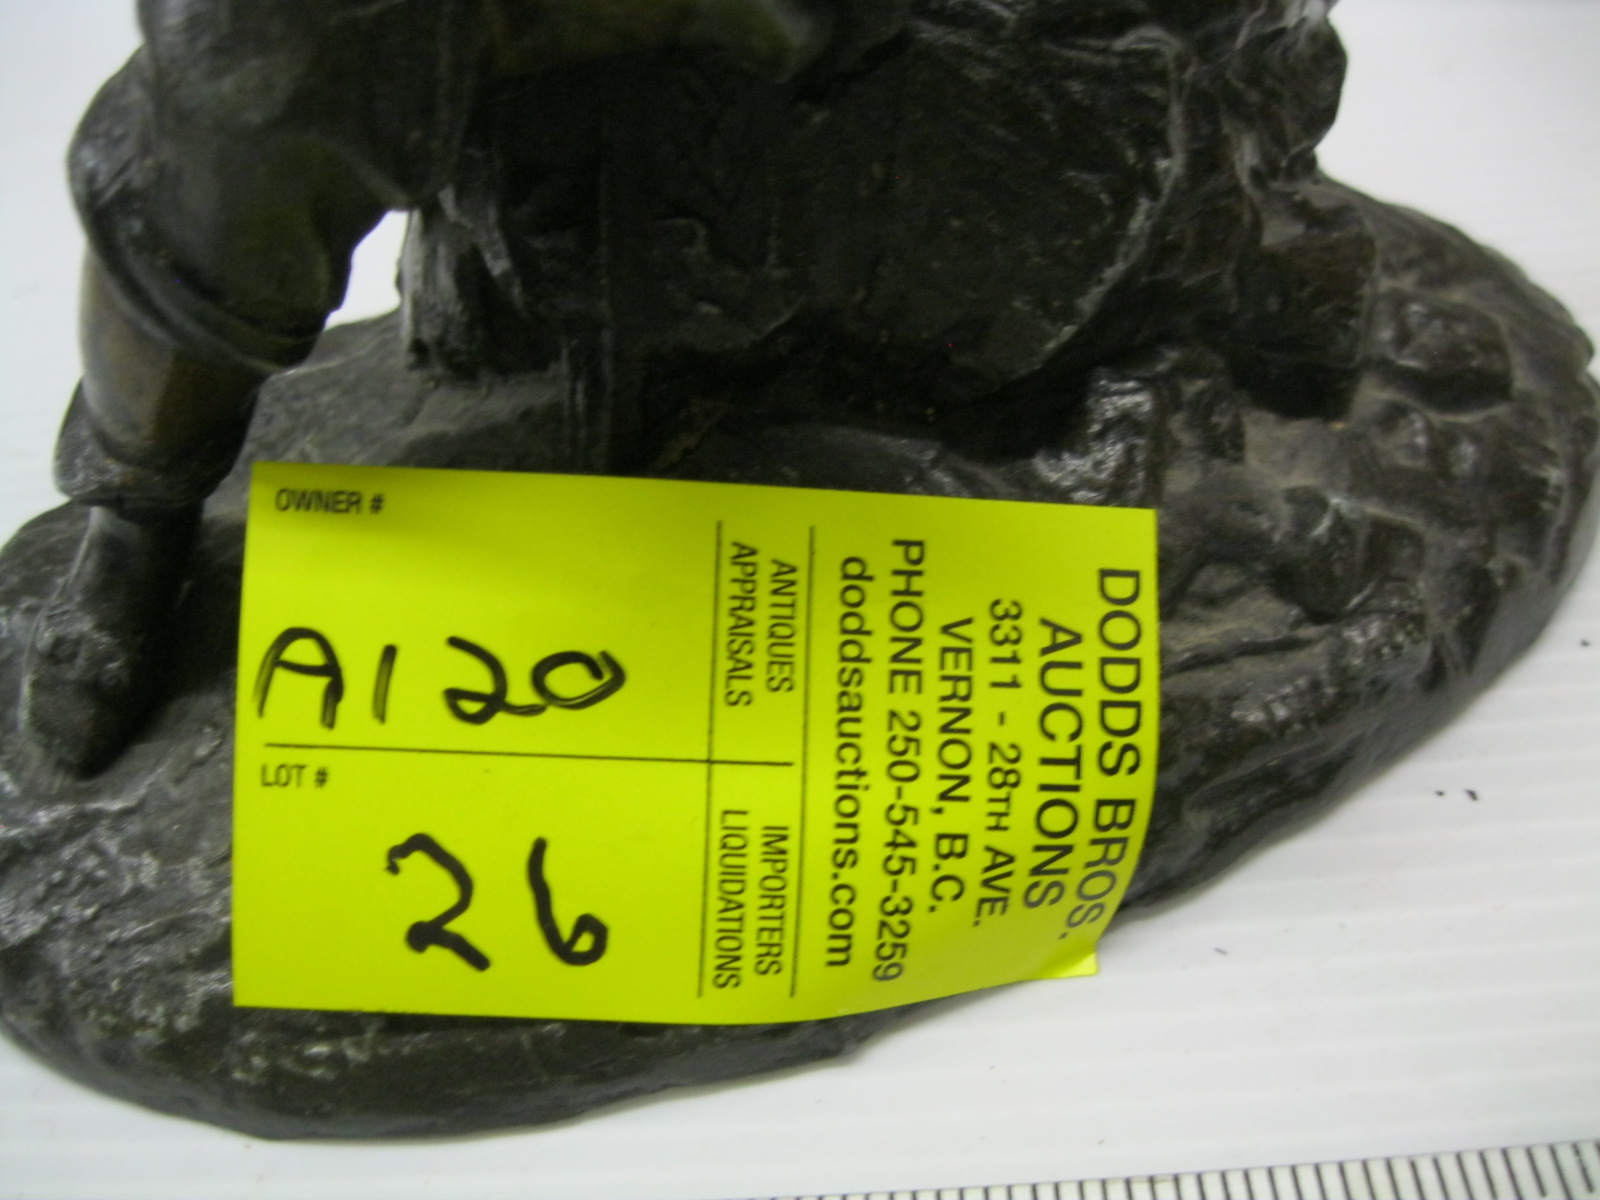 DODDS BROS.
AUCTIONS
3311 - 28TH AVE.
VERNON, B.C.
PHONE 250-545-3259
doddsauctions.com
ANTIQUES
APPRAISALS
IMPORTERS
LIQUIDATIONS
OWNER #
A120
LOT #
26